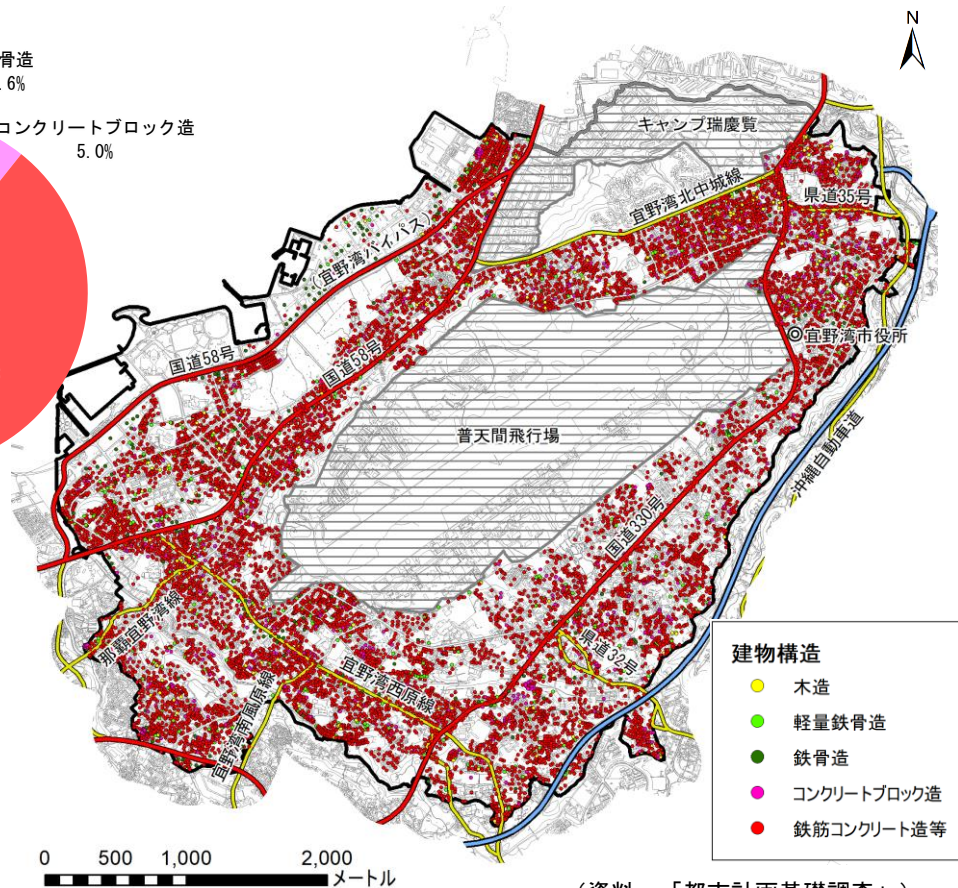 N
骨造
.6%
コンクリートブロック造
5.0%
キャンプ瑞慶覧
宜野湾北中城線
県道35号
(宜野湾バイパス)
国道58号
国道58号
宜野湾市役所
普天間飛行場
沖縄自動車道
国道330号
那覇宜野湾線
県道32号
宜野湾西原線
宜野湾南風原線
建物構造
木造
軽量鉄骨造
鉄骨造
コンクリートブロック造
鉄筋コンクリート造等
0 500 1,000 2,000
メートル